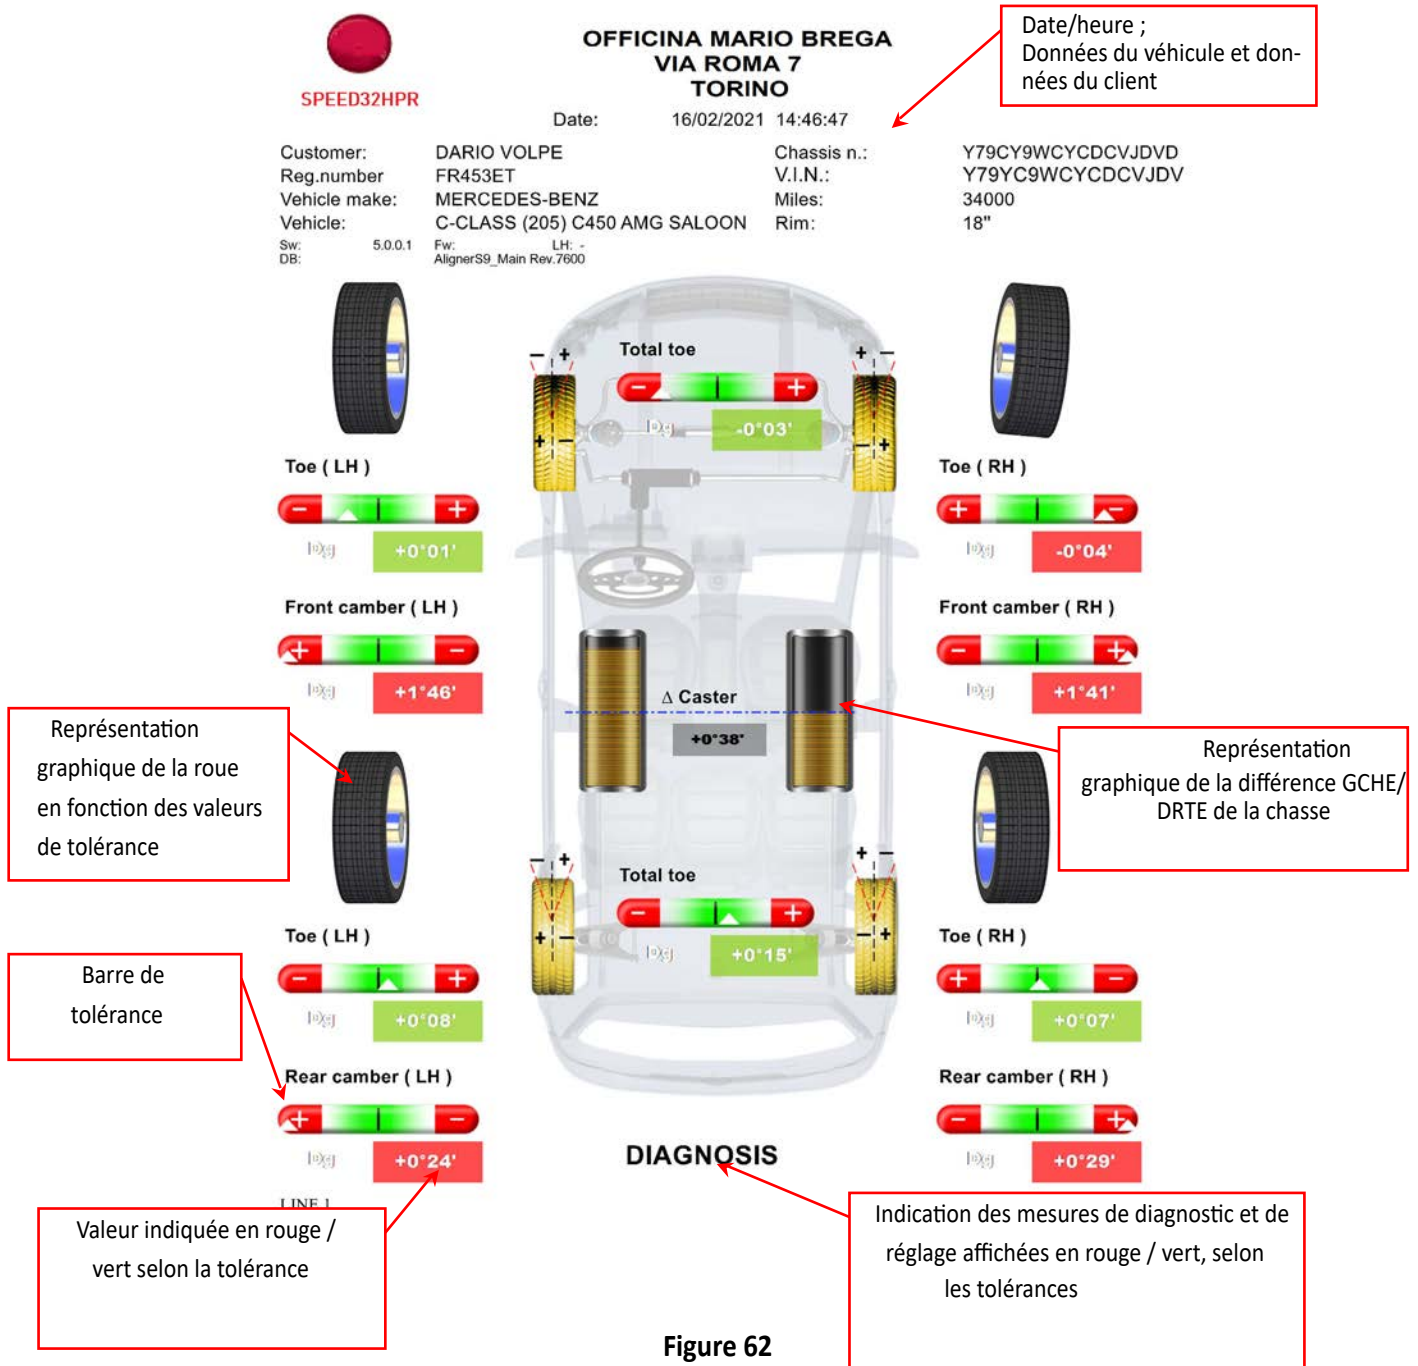 OFFICINA MARIO BREGA
VIA ROMA 7
TORINO
SPEED32HPR
Date/heure ;
Données du véhicule et don-
nées du client
Date: 16/02/2021 14:46:47
Customer: DARIO VOLPE Chassis n.: Y79CY9WCYCDCVJDVD
Reg.number FR453ET V.I.N.: Y79YC9WCYCDCVJDV
Vehicle make: MERCEDES-BENZ Miles: 34000
Vehicle: C-CLASS (205) C450 AMG SALOON Rim: 18"
Sw: 5.0.0.1 Fw: LH: -
DB: AlignerS9_Main Rev.7600
Total toe
- +
+ -
- +
-0°03'
+ -
- +
Toe ( LH )
- +
+0°01'
Toe ( RH )
+ -
-0°04'
Front camber ( LH )
+ -
+1°46'
Front camber ( RH )
- +
+1°41'
Δ Caster
+0°38'
Représentation
graphique de la roue
en fonction des valeurs
de tolérance
Représentation
graphique de la différence GCHE/
DRTE de la chasse
Total toe
- +
+ -
- +
+0°15'
+ -
- +
Toe ( LH )
- +
+0°08'
Toe ( RH )
+ -
+0°07'
Barre de
tolérance
Rear camber ( LH )
+ -
+0°24'
Rear camber ( RH )
- +
+0°29'
DIAGNOSIS
LINE 1
Valeur indiquée en rouge /
vert selon la tolérance
Indication des mesures de diagnostic et de
réglage affichées en rouge / vert, selon
les tolérances
Figure 62